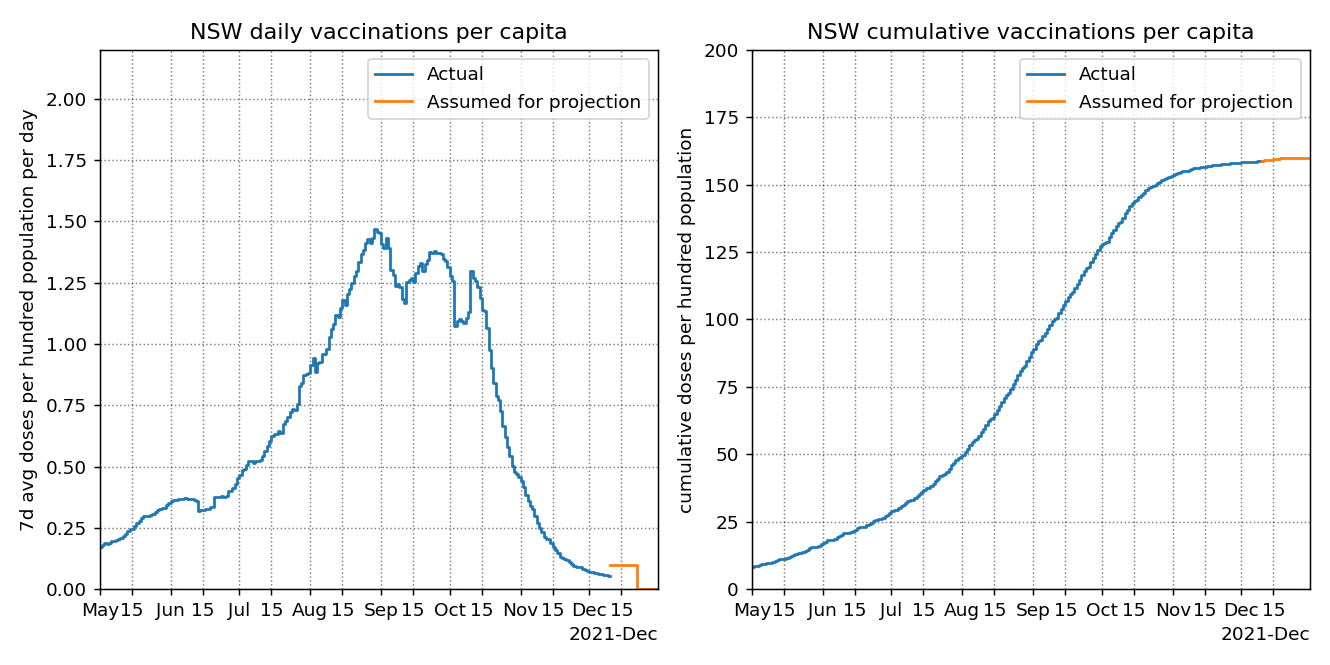 NSW daily vaccinations per capita
Actual
Assumed for projection
7d avg doses per hundred population per day
2.00
1.75
1.50
1.25
1.00
0.75
0.50
0.25
0.00
May 15 Jun 15 Jul 15 Aug 15 Sep 15 Oct 15 Nov 15 Dec 15
2021-Dec
NSW cumulative vaccinations per capita
Actual
Assumed for projection
cumulative doses per hundred population
200
175
150
125
100
75
50
25
0
May 15 Jun 15 Jul 15 Aug 15 Sep 15 Oct 15 Nov 15 Dec 15
2021-Dec